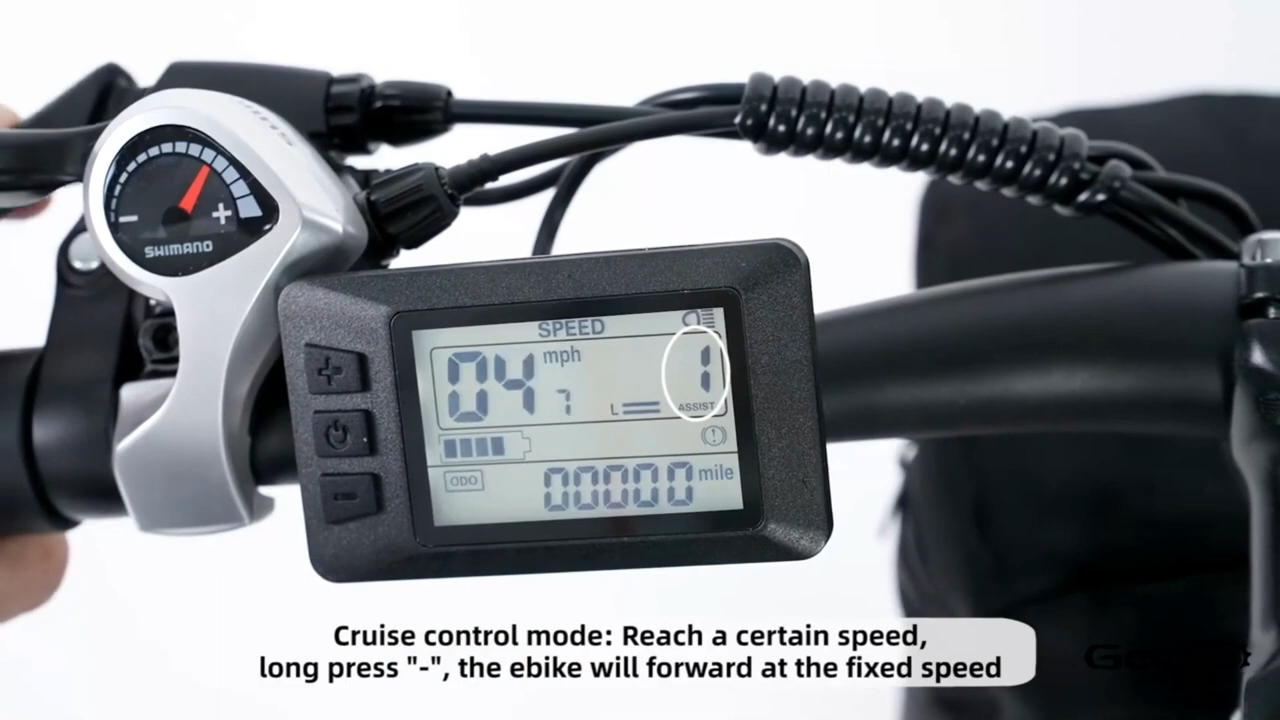 SHIMANO
SPEED
04 mph
7
L
1
ASSIST
ODO
00000 mile
Cruise control mode: Reach a certain speed,
long press "-", the ebike will forward at the fixed speed